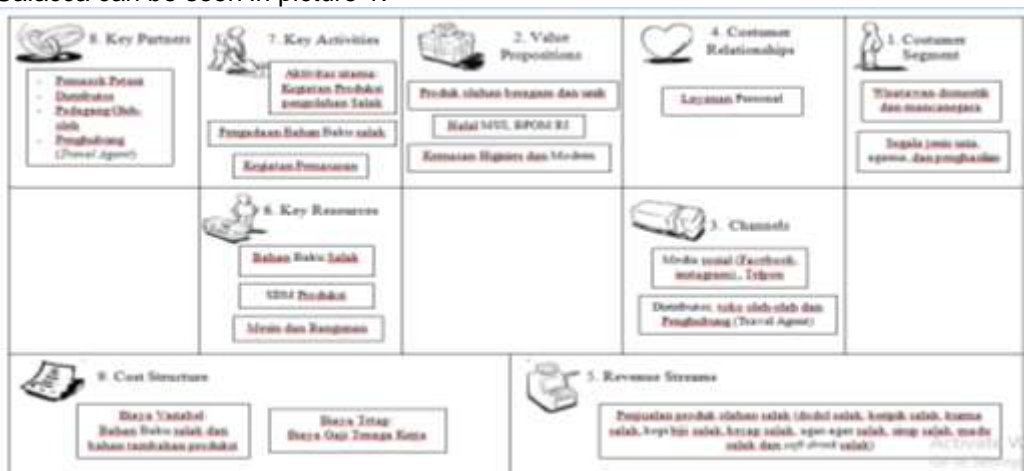 Salacca can be seen in picture 4.
8. Key Partners
- Pemasok Petani
- Distributor
- Pedagang Oleh-
oleh
- Penghubung
(Travel Agent)
7. Key Activities
Aktivitas utama:
Kegiatan Produksi
pengolahan Salak
Pengadaan Bahan Baku salak
Kegiatan Pemasaran
2. Value
Propositions
Produk olahan beragam dan unik
Halal MUI, BPOM RI
Kemasan Higinies dan Modern
4. Costumer
Relationships
Layanan Personal
1. Costumer
Segment
Wisatawan domestik
dan mancanegara
Segala jenis usia,
agama, dan penghasilan
6. Key Resources
Bahan Baku Salak
SDM Produksi
Mesin dan Bangunan
3. Channels
Media sosial (Facebook,
instagram), Telpon
Distributor, toko oleh-oleh dan
Penghubung (Travel Agent)
9. Cost Structure
Biaya Variabel
Bahan Baku salak dan
bahan tambahan produksi
Biaya Tetap
Biaya Gaji Tenaga Kerja
5. Revenue Streams
Penjualan produk olahan salak (dodol salak, keripik salak, kurma
salak, kopi biji salak, kecap salak, agar-agar salak, sirup salak, madu
salak dan soft drink salak)